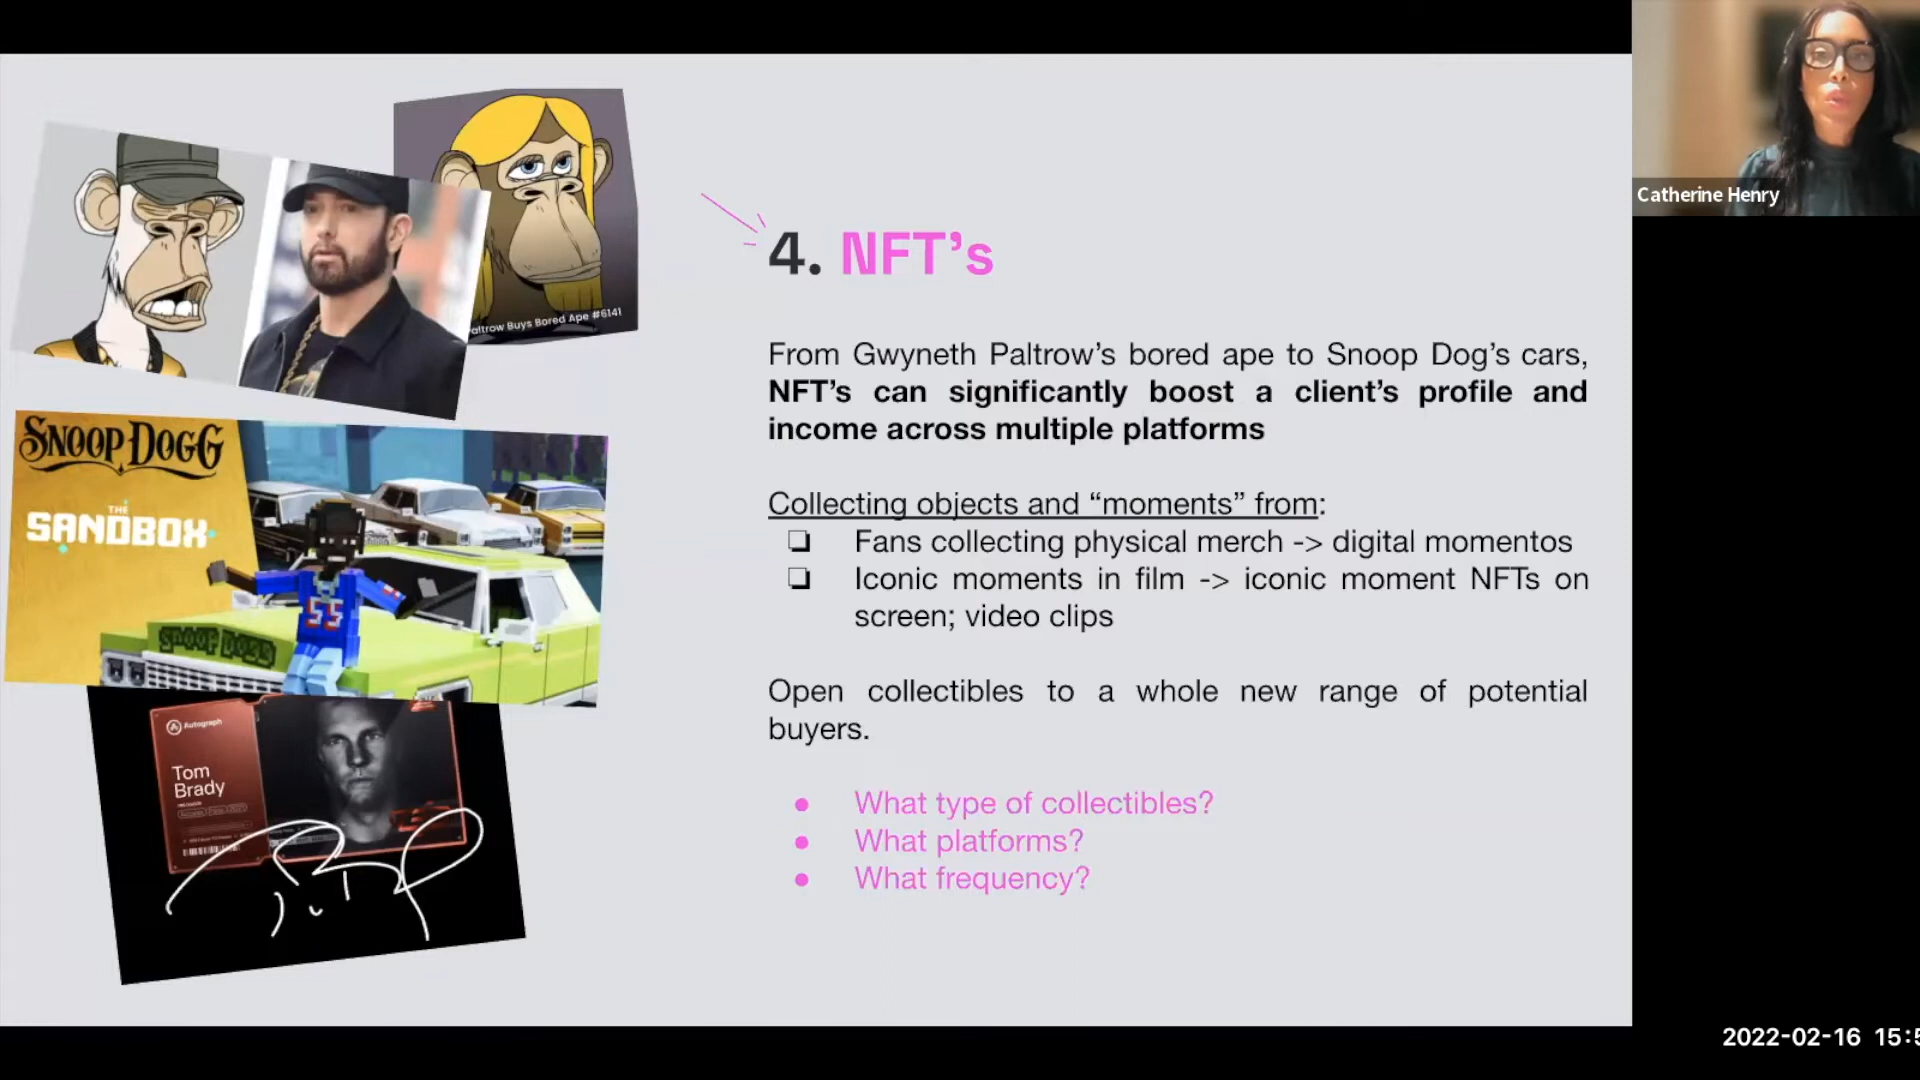 Catherine Henry
4. NFT's
From Gwyneth Paltrow's bored ape to Snoop Dog's cars,
NFT's can significantly boost a client's profile and
income across multiple platforms
Collecting objects and “moments” from:
Fans collecting physical merch -> digital momentos
Iconic moments in film -> iconic moment NFTs on
screen; video clips
Open collectibles to a whole new range of potential
buyers.
What type of collectibles?
What platforms?
What frequency?
Buys Bored Ape #6141
SNOOP DOGG
THE
SANDBOX
55
SNOOP DOGG
Autograph
Tom
Brady
2022-02-16 15:5